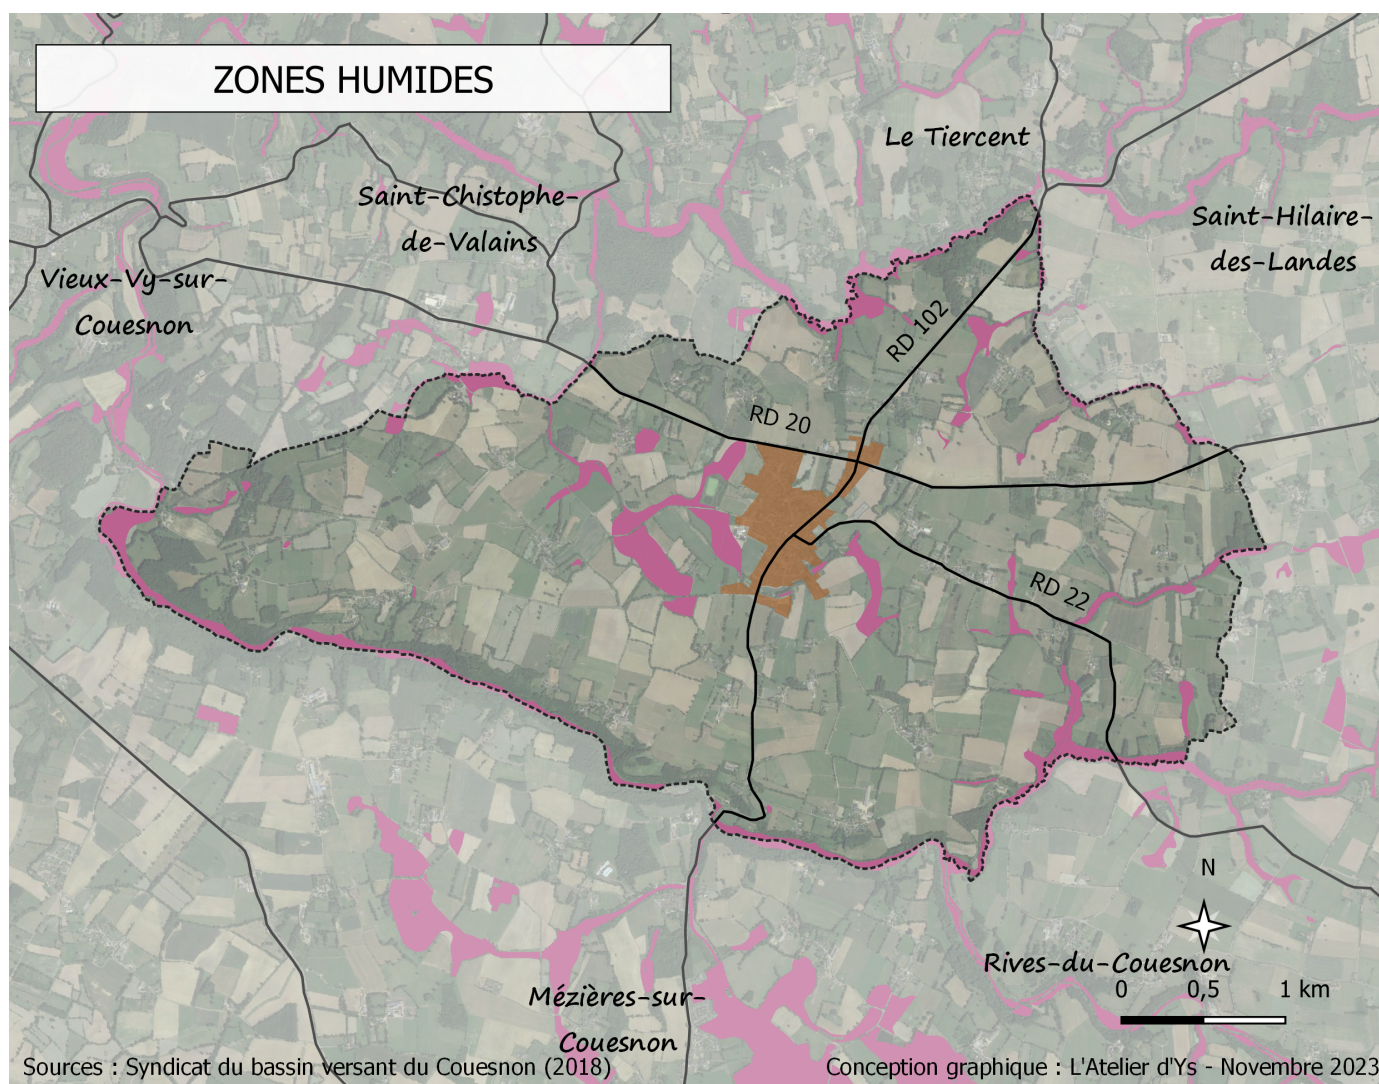 ZONES HUMIDES
Le Tiercent
Saint-Chistophe-
de-Valains
Saint-Hilaire-
des-Landes
Vieux-Vy-sur-
Couesnon
RD 102
RD 20
RD 22
N
Rives-du-Couesnon
0 0,5 1 km
Mézières-sur-
Couesnon
Sources : Syndicat du bassin versant du Couesnon (2018)
Conception graphique : L'Atelier d'Ys - Novembre 2023